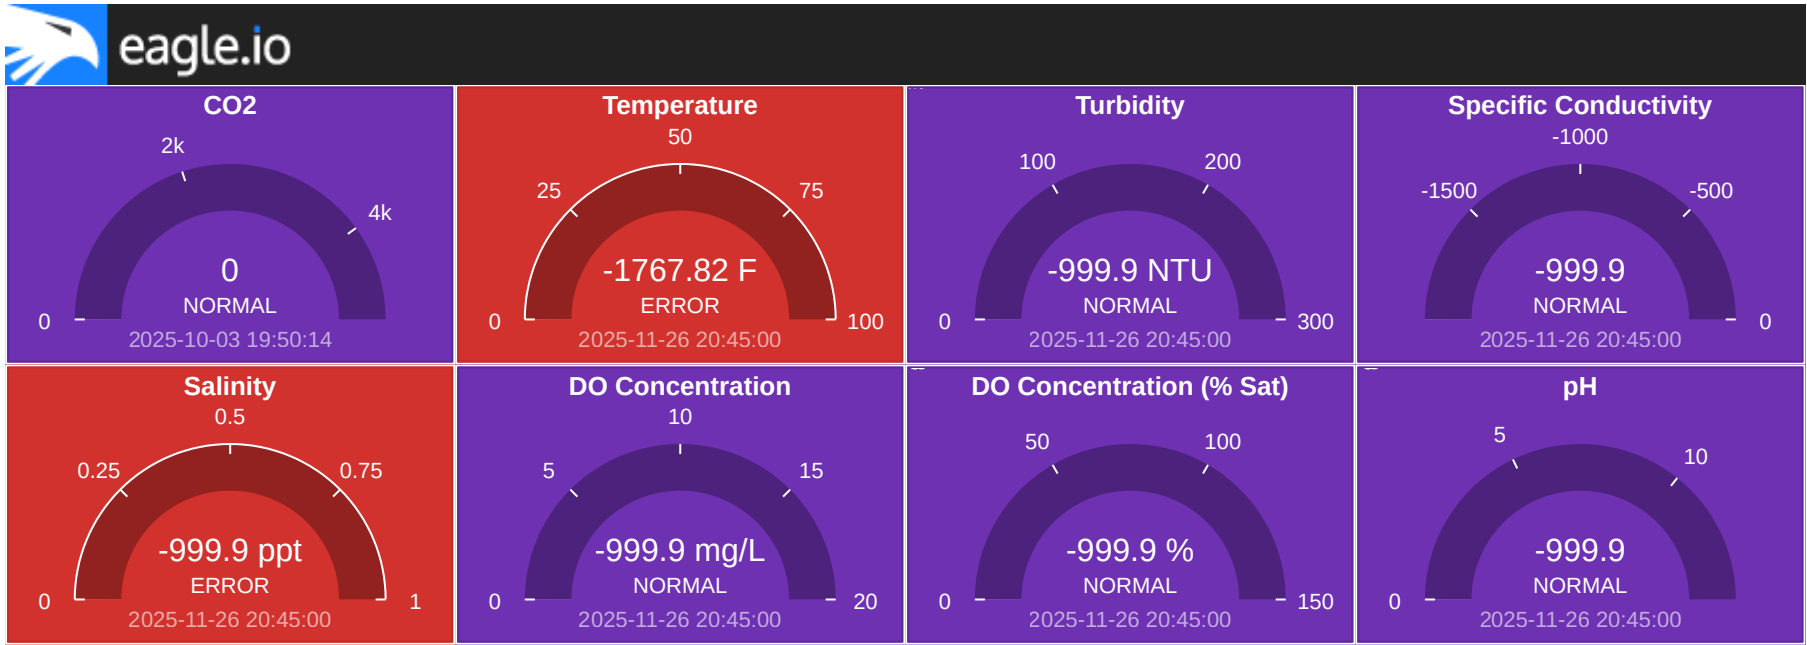 eagle.io
CO2
2k
4k
0
NORMAL
0
2025-10-03 19:50:14
Temperature
50
25
75
-1767.82 F
ERROR
0
100
2025-11-26 20:45:00
Turbidity
100
200
-999.9 NTU
NORMAL
0
300
2025-11-26 20:45:00
Specific Conductivity
-1000
-1500
-500
-999.9
NORMAL
0
2025-11-26 20:45:00
Salinity
0.5
0.25
0.75
-999.9 ppt
ERROR
0
1
2025-11-26 20:45:00
DO Concentration
10
5
15
-999.9 mg/L
NORMAL
0
20
2025-11-26 20:45:00
DO Concentration (% Sat)
50
100
-999.9 %
NORMAL
0
150
2025-11-26 20:45:00
pH
5
10
-999.9
NORMAL
0
2025-11-26 20:45:00